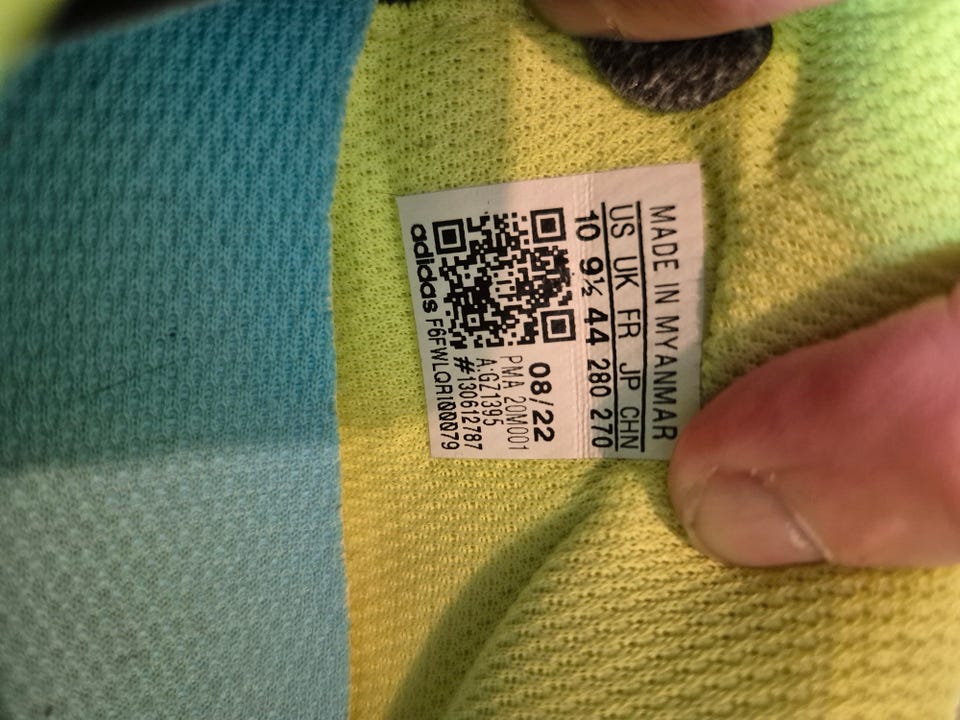 MADE IN MYANMAR
US UK FR JP CHN
10 9½ 44 280 270
08/22
PMA 20M001
A:GZ1395
#130612787
adidas F6FWLQRI00079